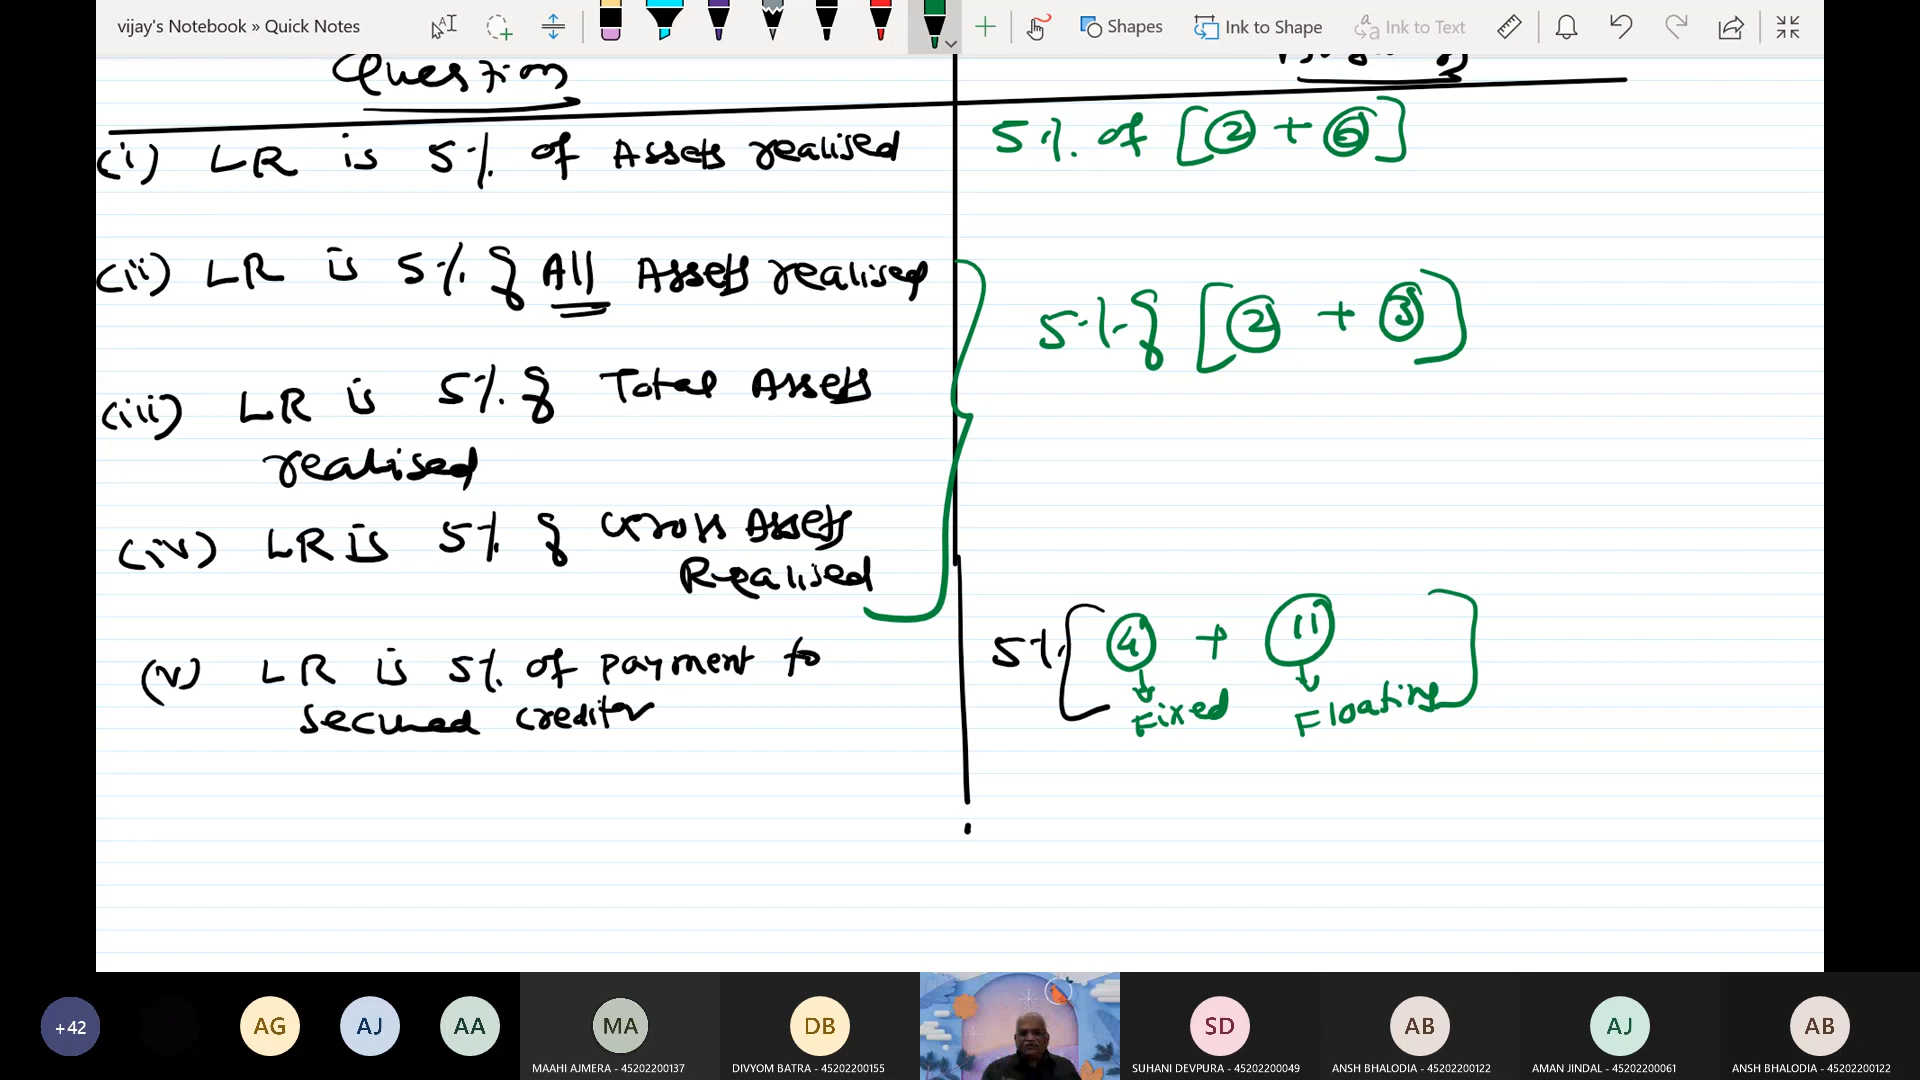 vijay's Notebook » Quick Notes
Shapes
Ink to Shape
Ink to Text
Question
(i) LR is 5% of Assets realised
5% of [② + ⑥]
(ii) LR is 5% of All Assets realised
5% of [② + ③]
(iii) LR is 5% of Total Assets
realised
(iv) LR is 5% of Gross Assets
Realised
(v) LR is 5% of payment to
secured creditor
5% [④ + ⑪]
Fixed Floating
+42
AG
AJ
AA
MA
DB
SD
AB
AJ
AB
MAAHI AJMERA - 45202200137
DIVYOM BATRA - 45202200155
SUHANI DEVPURA - 45202200049
ANSH BHALODIA - 45202200122
AMAN JINDAL - 45202200061
ANSH BHALODIA - 45202200122